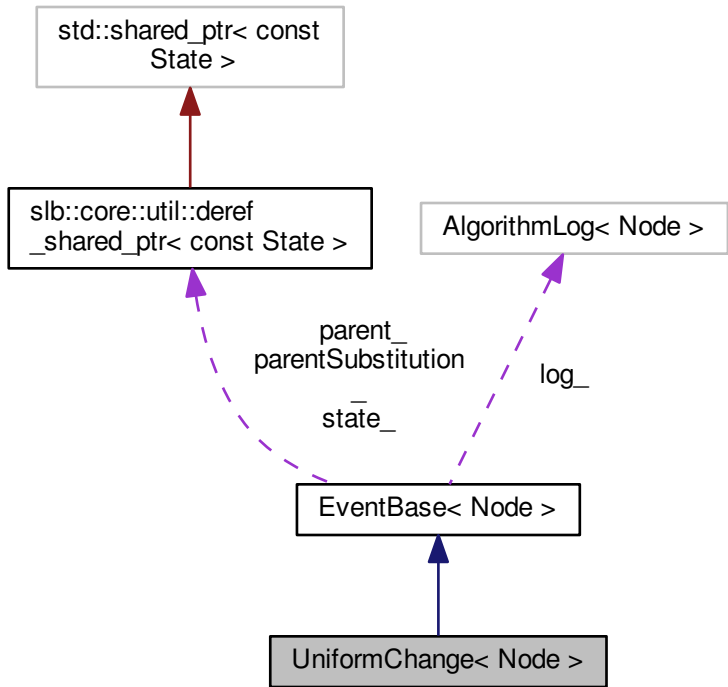 std::shared_ptr< const
State >
slb::core::util::deref
_shared_ptr< const State >
AlgorithmLog< Node >
parent_
parentSubstitution
_
state_
log_
EventBase< Node >
UniformChange< Node >